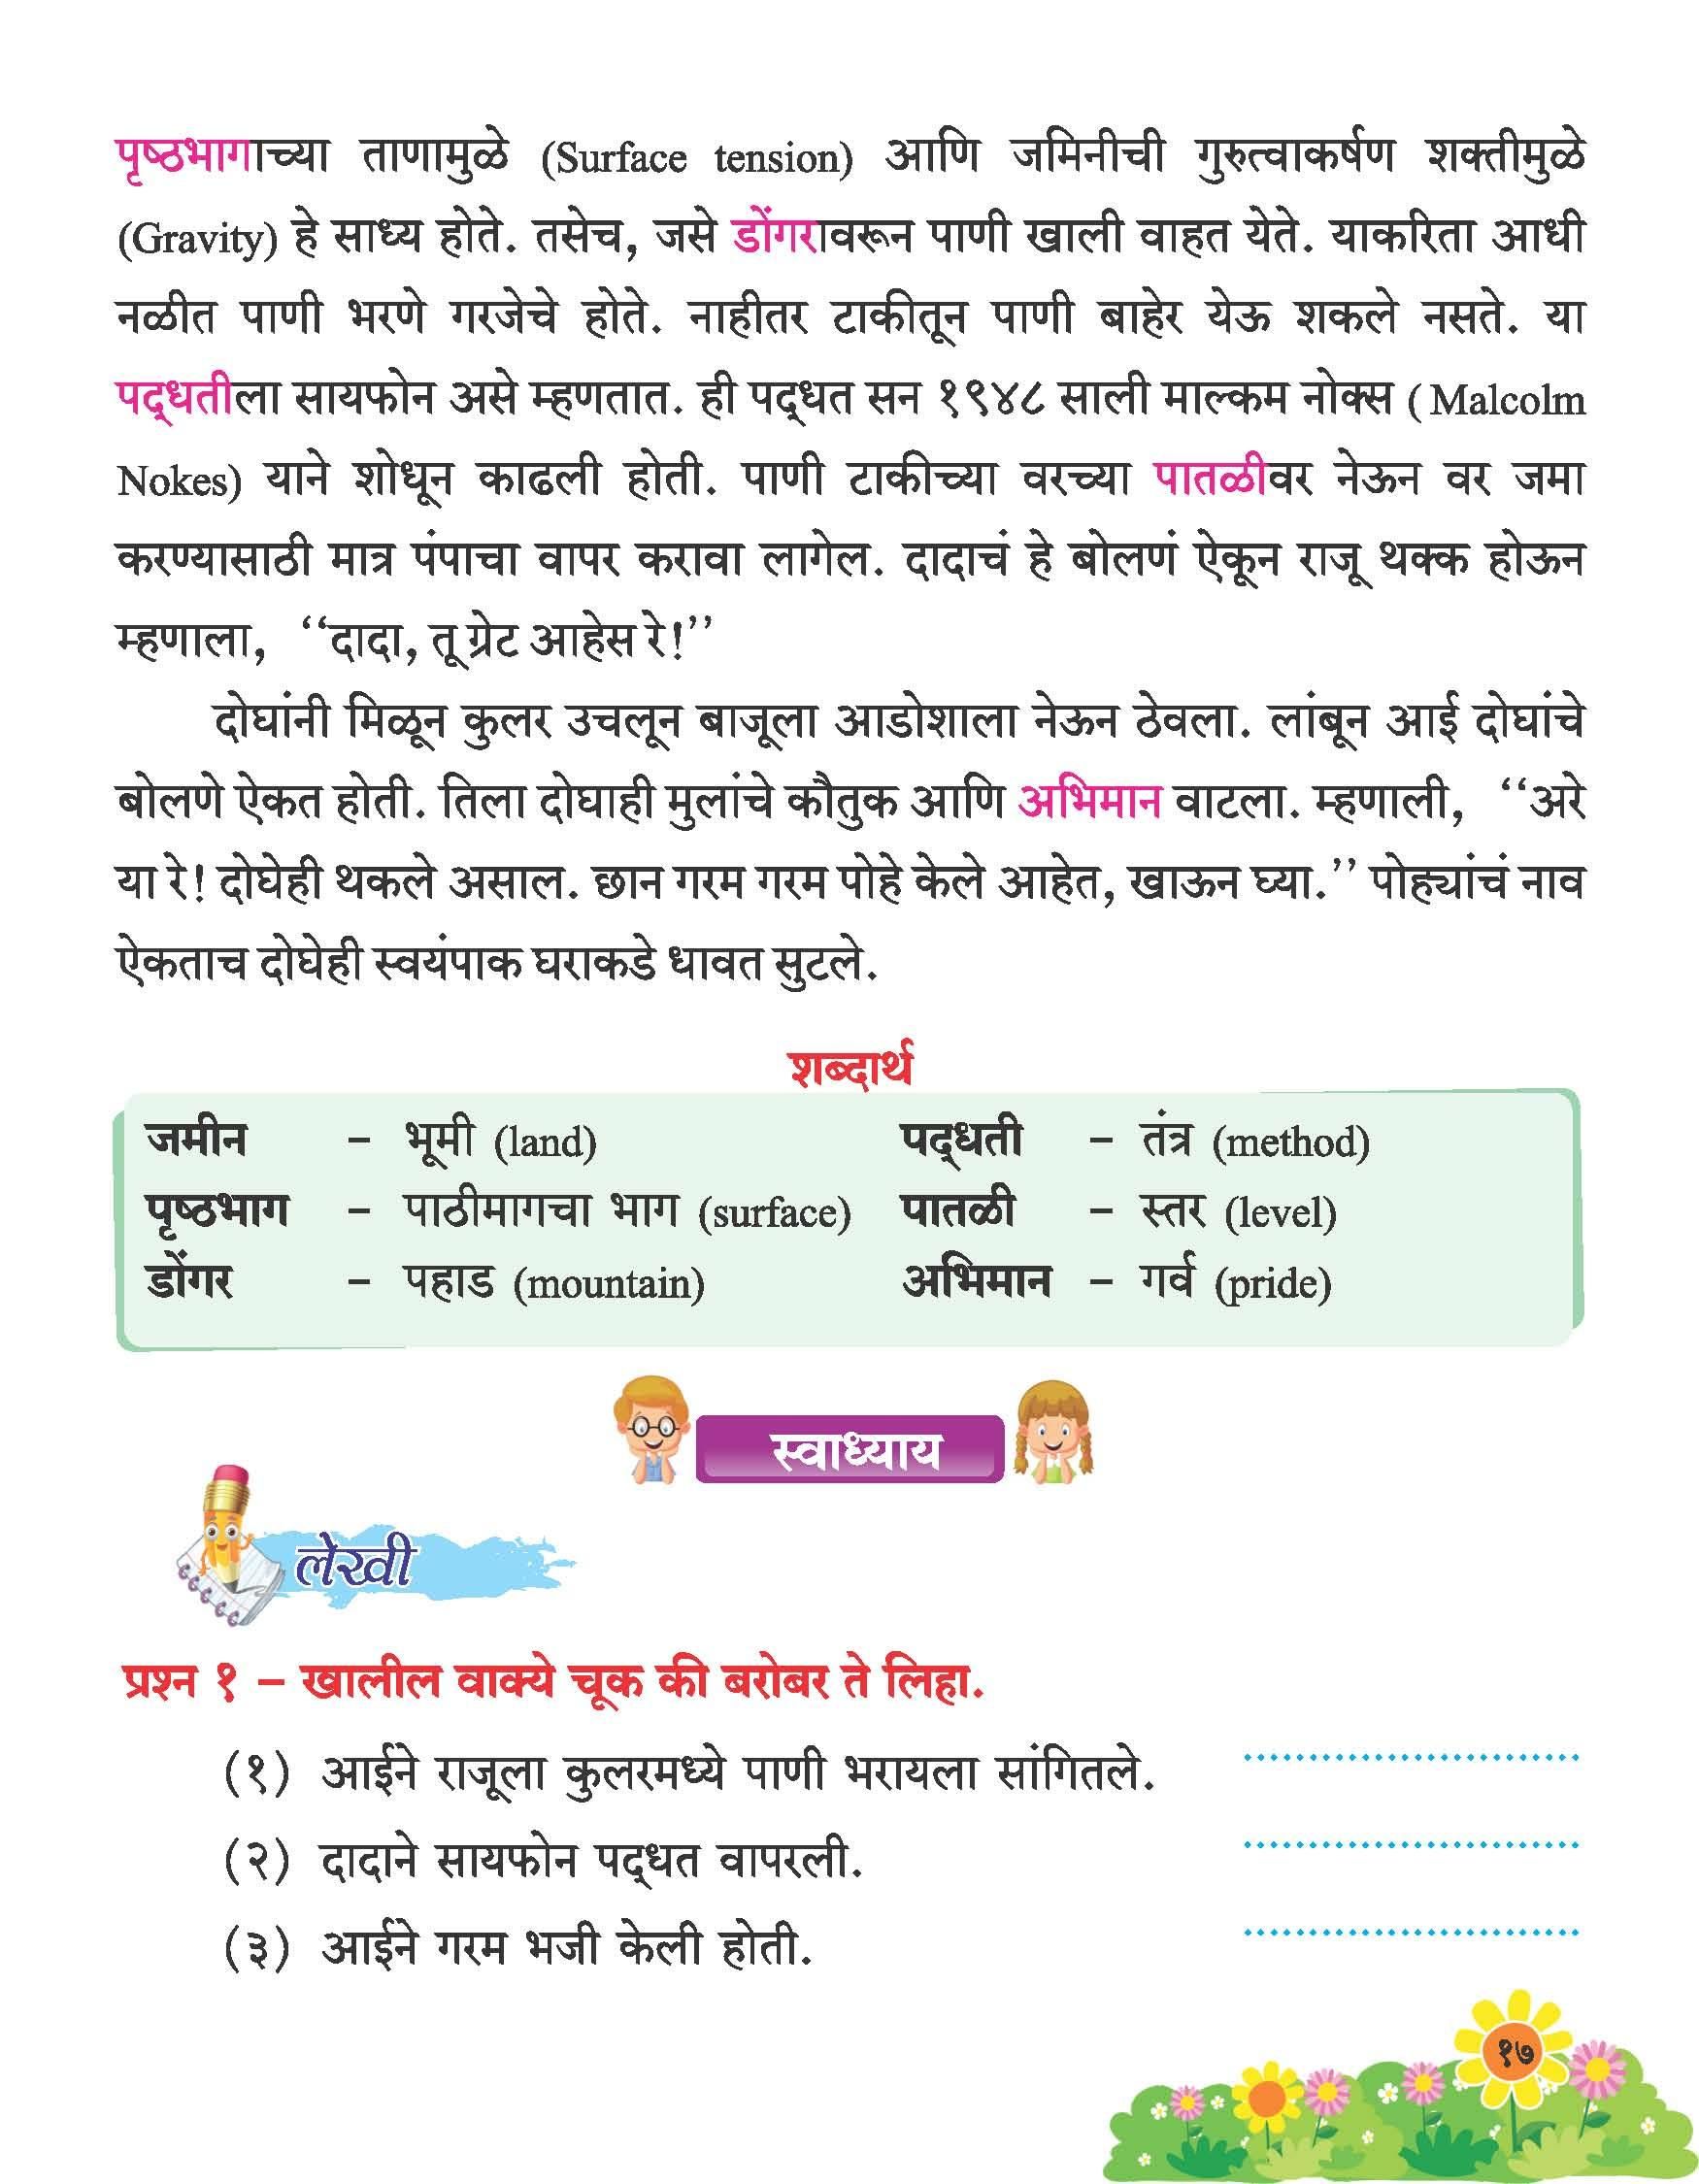 पृष्ठभागाच्या ताणामुळे (Surface tension) आणि जमिनीची गुरुत्वाकर्षण शक्तीमुळे
(Gravity) हे साध्य होते. तसेच, जसे डोंगरावरून पाणी खाली वाहत येते. याकरिता आधी
नळीत पाणी भरणे गरजेचे होते. नाहीतर टाकीतून पाणी बाहेर येऊ शकले नसते. या
पद्धतीला सायफोन असे म्हणतात. ही पद्धत सन १९४८ साली माल्कम नोक्स ( Malcolm
Nokes) याने शोधून काढली होती. पाणी टाकीच्या वरच्या पातळीवर नेऊन वर जमा
करण्यासाठी मात्र पंपाचा वापर करावा लागेल. दादाचं हे बोलणं ऐकून राजू थक्क होऊन
म्हणाला, ‘‘दादा, तू ग्रेट आहेस रे!’’
दोघांनी मिळून कुलर उचलून बाजूला आडोशाला नेऊन ठेवला. लांबून आई दोघांचे
बोलणे ऐकत होती. तिला दोघाही मुलांचे कौतुक आणि अभिमान वाटला. म्हणाली, ‘‘अरे
या रे! दोघेही थकले असाल. छान गरम गरम पोहे केले आहेत, खाऊन घ्या.’’ पोह्यांचं नाव
ऐकताच दोघेही स्वयंपाक घराकडे धावत सुटले.
शब्दार्थ
जमीन – भूमी (land) पद्धती – तंत्र (method)
पृष्ठभाग – पाठीमागचा भाग (surface) पातळी – स्तर (level)
डोंगर – पहाड (mountain) अभिमान – गर्व (pride)
स्वाध्याय
लेखी
प्रश्न १ – खालील वाक्ये चूक की बरोबर ते लिहा.
(१) आईने राजूला कुलरमध्ये पाणी भरायला सांगितले. ..........................
(२) दादाने सायफोन पद्धत वापरली. ..........................
(३) आईने गरम भजी केली होती. ..........................
१७